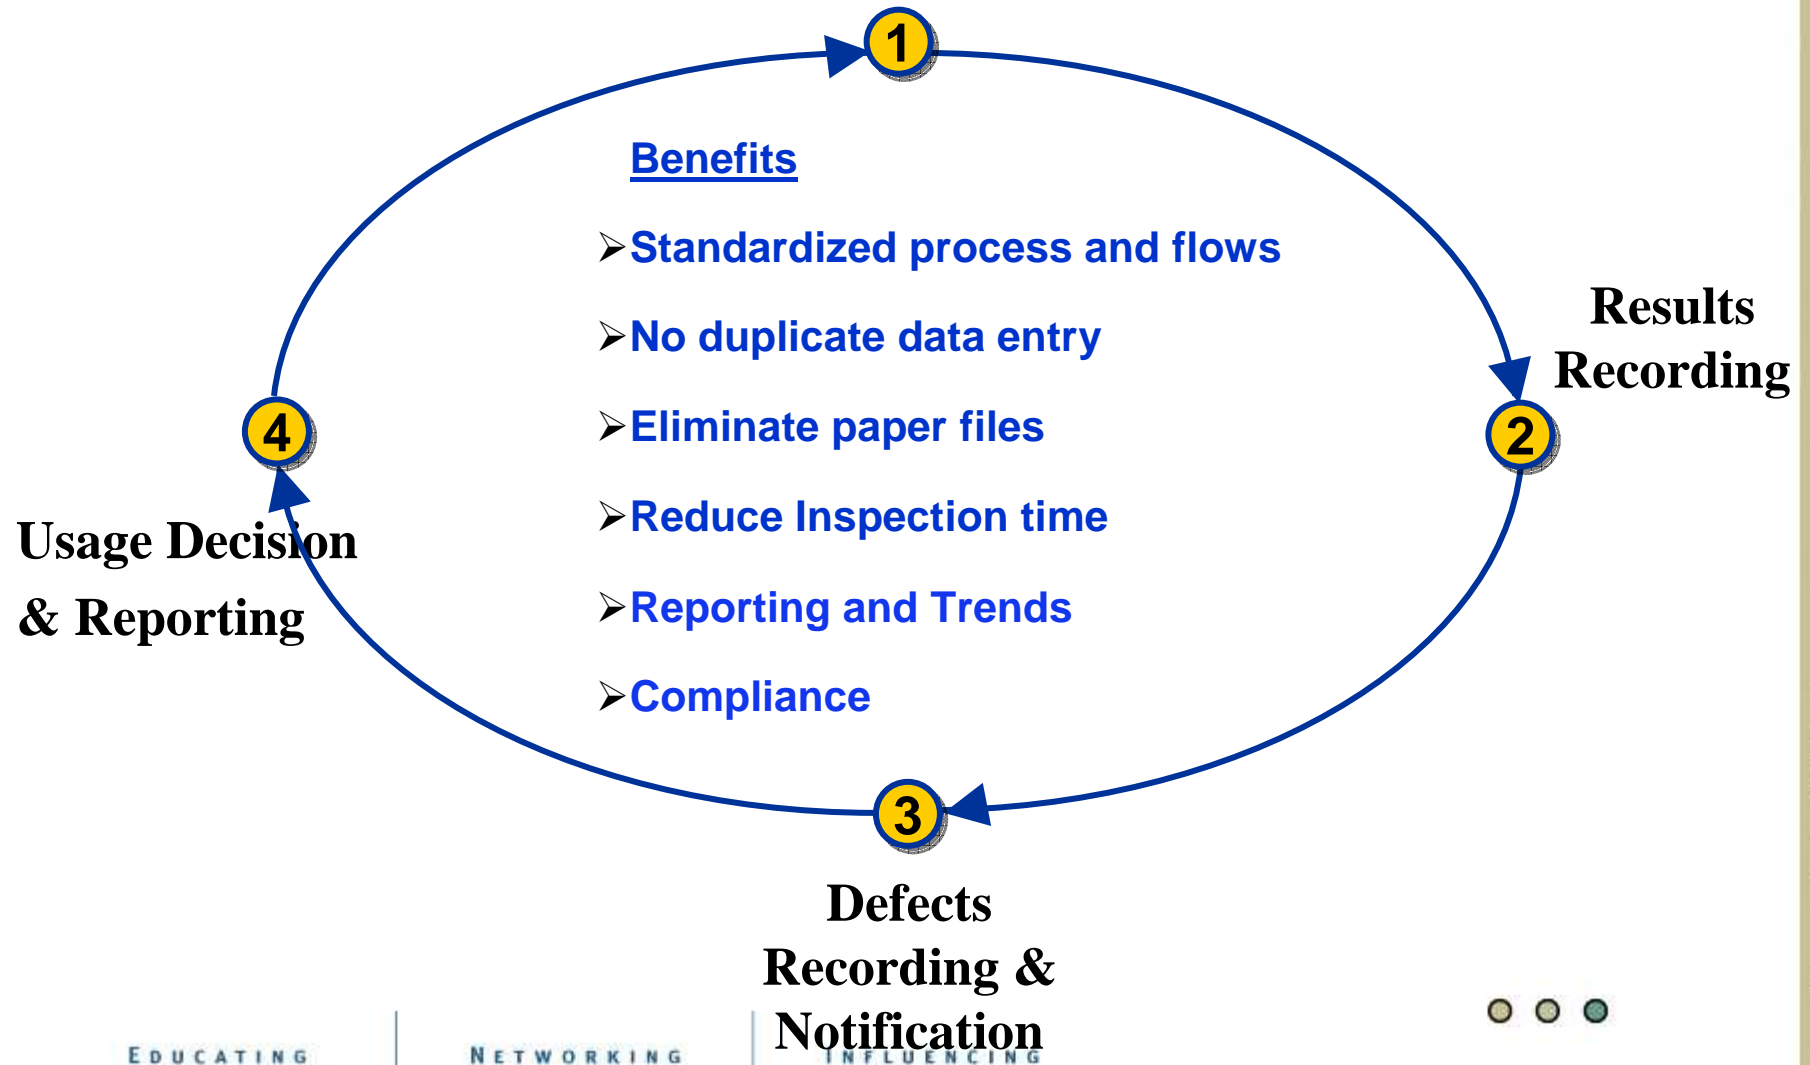 1
Benefits
➢Standardized process and flows
➢No duplicate data entry
➢Eliminate paper files
➢Reduce Inspection time
➢Reporting and Trends
➢Compliance
Results
Recording
2
4
Usage Decision
& Reporting
3
Defects
Recording &
Notification
EDUCATING
NETWORKING
INFLUENCING